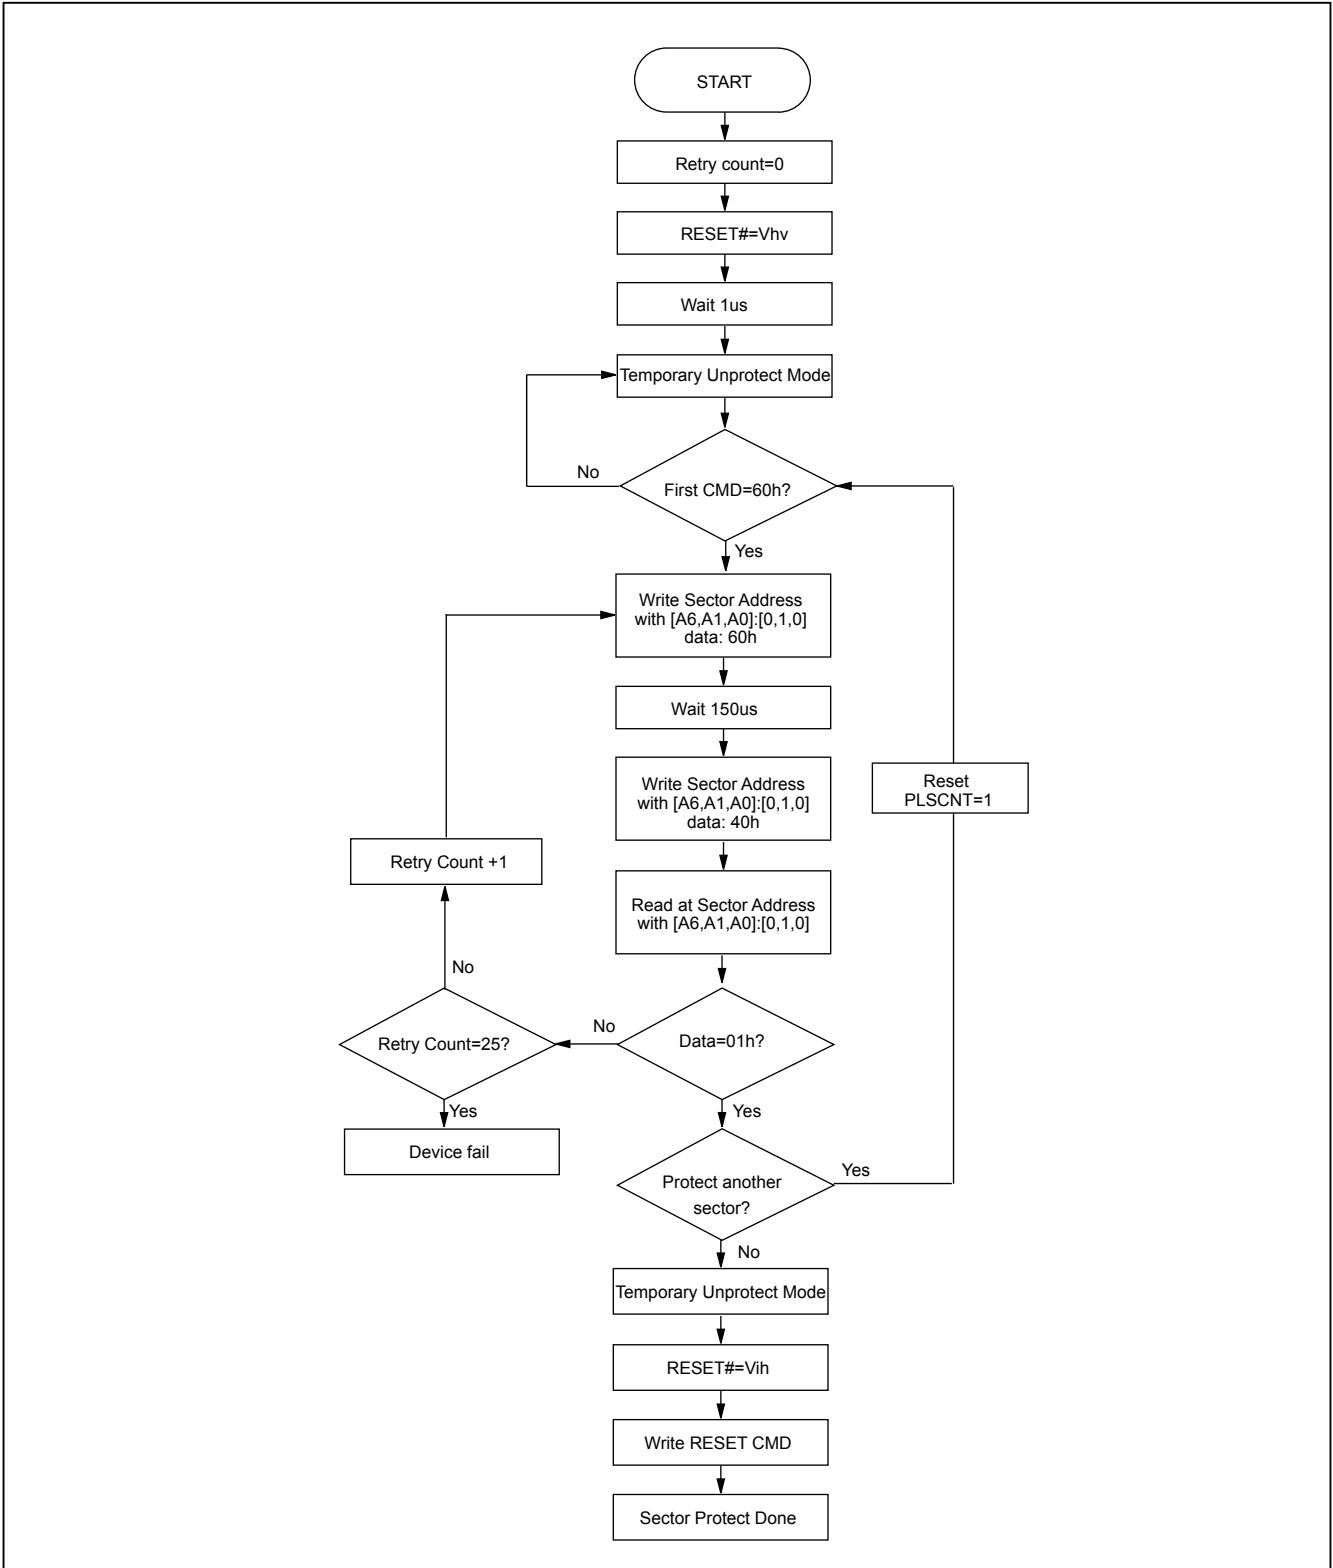 START
Retry count=0
RESET#=Vhv
Wait 1us
Temporary Unprotect Mode
No
First CMD=60h?
Yes
Write Sector Address
with [A6,A1,A0]:[0,1,0]
data: 60h
Wait 150us
Write Sector Address
with [A6,A1,A0]:[0,1,0]
data: 40h
Reset
PLSCNT=1
Retry Count +1
Read at Sector Address
with [A6,A1,A0]:[0,1,0]
No
Retry Count=25?
No
Data=01h?
Yes
Yes
Device fail
Protect another
sector?
Yes
No
Temporary Unprotect Mode
RESET#=Vih
Write RESET CMD
Sector Protect Done